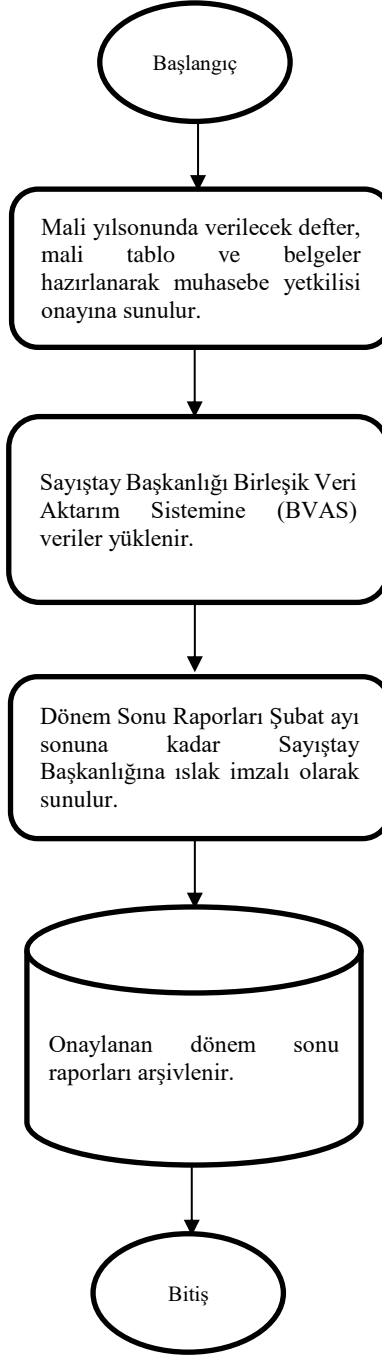 Başlangıç
Mali yılsonunda verilecek defter,
mali tablo ve belgeler
hazırlanarak muhasebe yetkilisi
onayına sunulur.
Sayıştay Başkanlığı Birleşik Veri
Aktarım Sistemine (BVAS)
veriler yüklenir.
Dönem Sonu Raporları Şubat ayı
sonuna kadar Sayıştay
Başkanlığına ıslak imzalı olarak
sunulur.
Onaylanan dönem sonu
raporları arşivlenir.
Bitiş